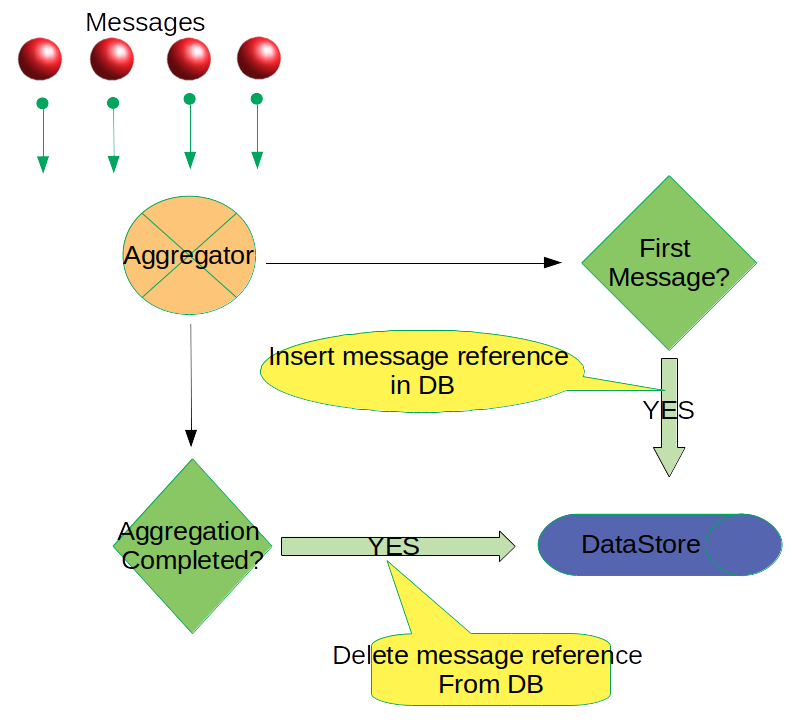 Messages
Aggregator
First
Message?
Insert message reference
in DB
YES
Aggregation
Completed?
YES
DataStore
Delete message reference
From DB